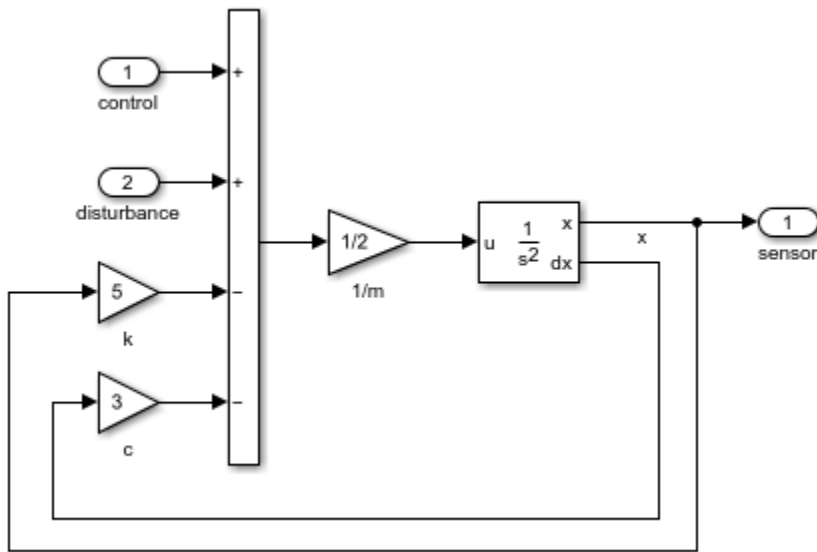 1
control
+
2
disturbance
+
5
k
−
3
c
−
1/2
1/m
u
1
s2
x
dx
x
1
sensor